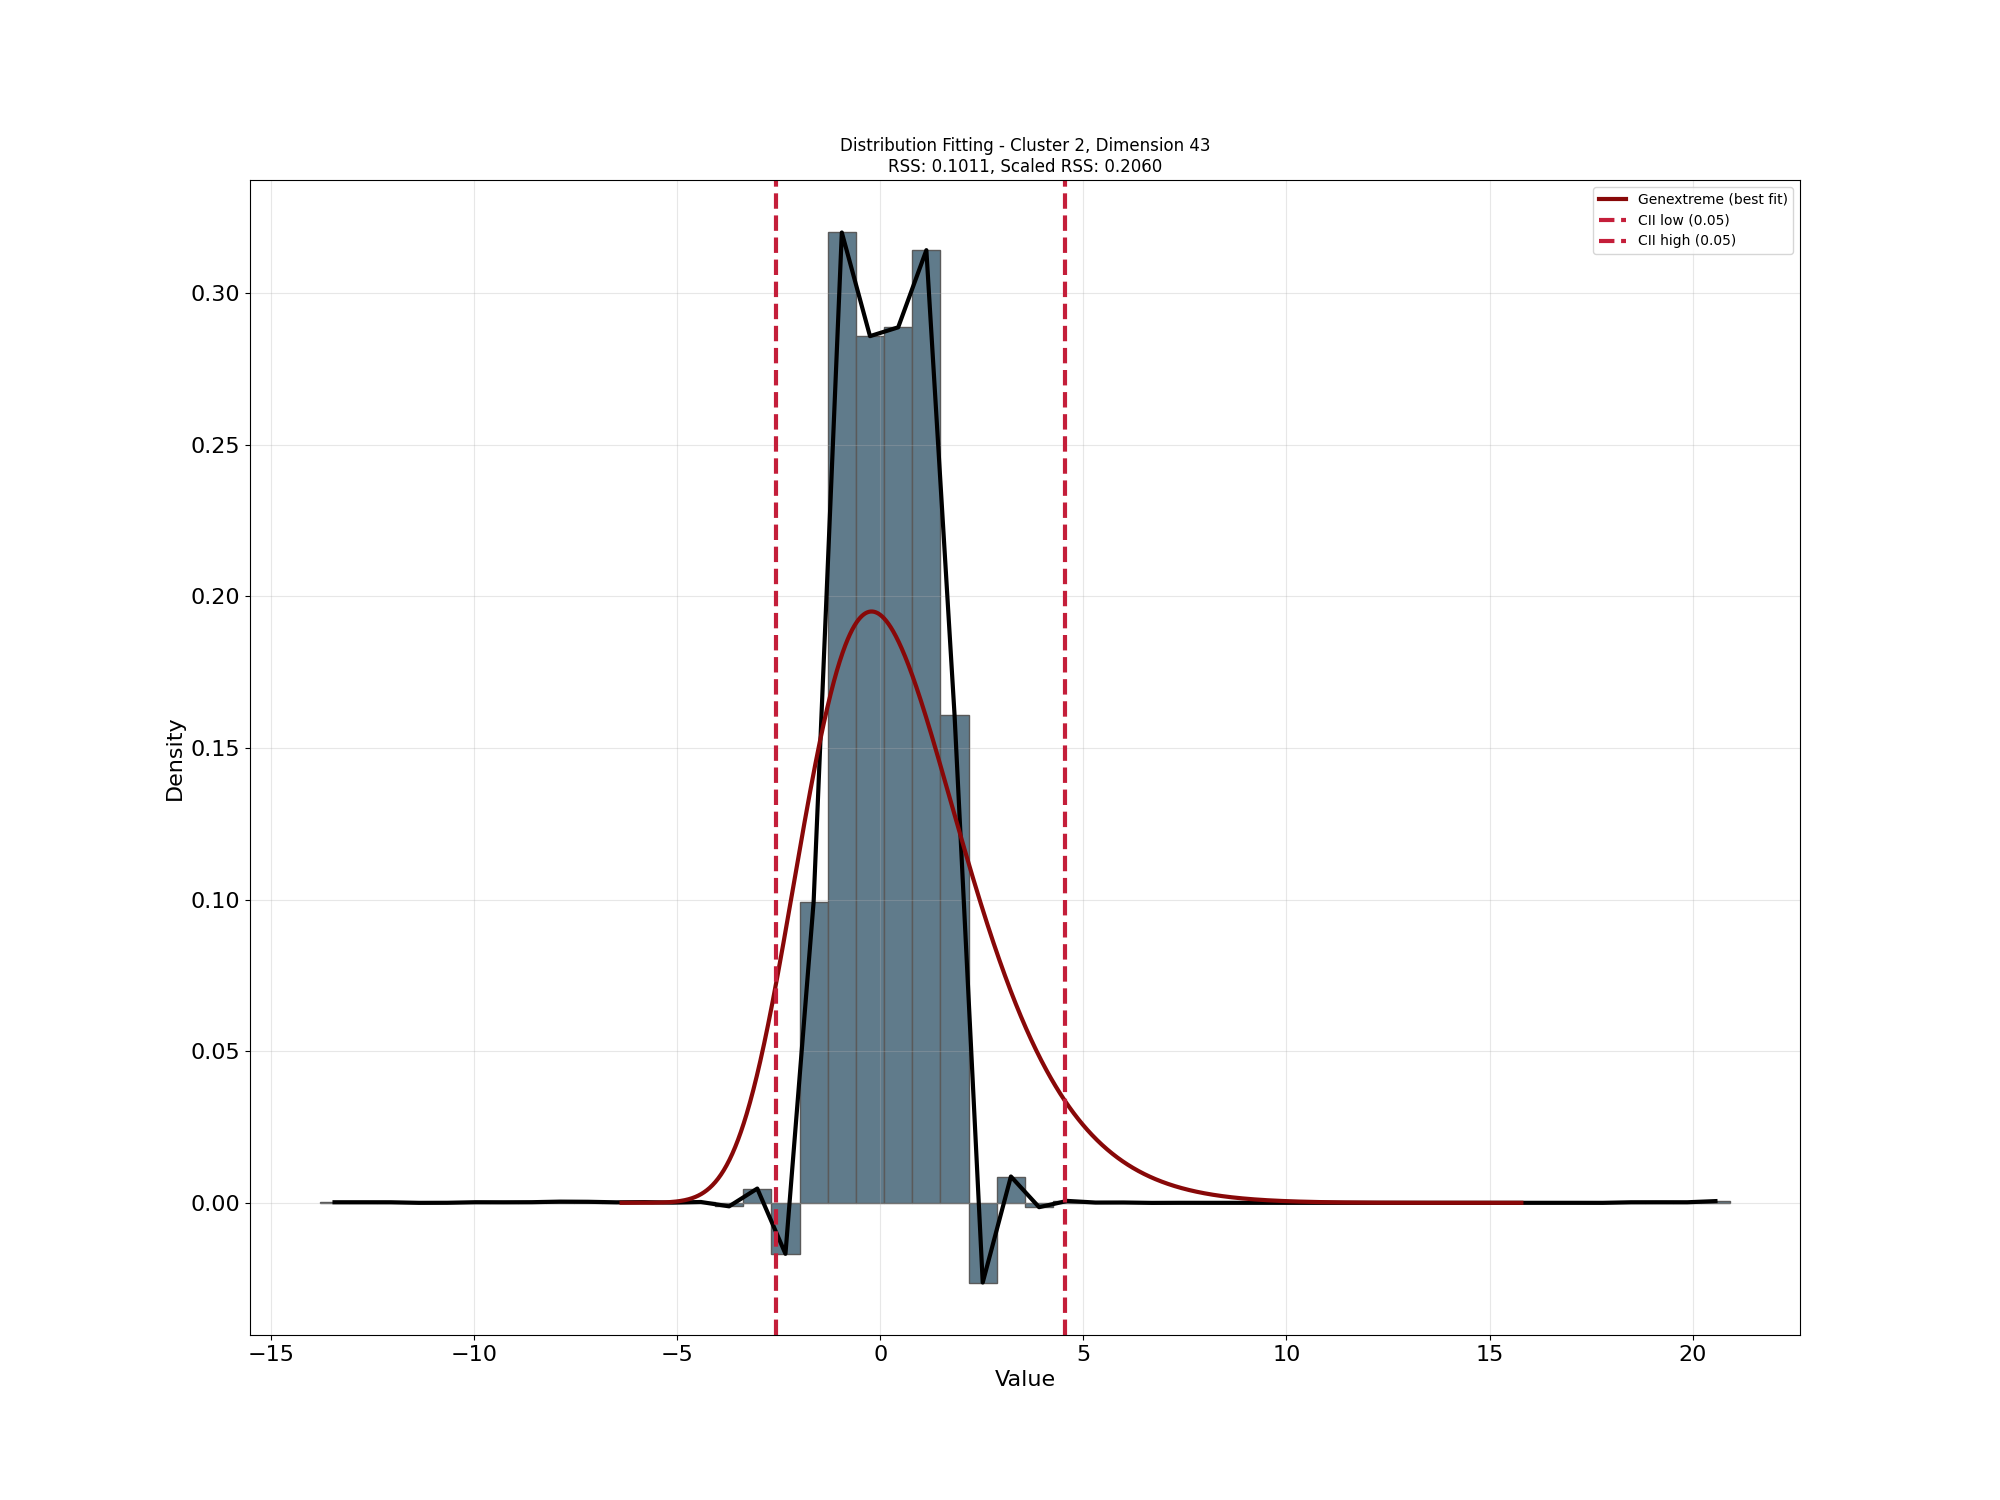 Distribution Fitting - Cluster 2, Dimension 43
RSS: 0.1011, Scaled RSS: 0.2060
Genextreme (best fit)
CII low (0.05)
CII high (0.05)
0.30
0.25
0.20
0.15
0.10
0.05
0.00
Density
−15
−10
−5
0
5
10
15
20
Value